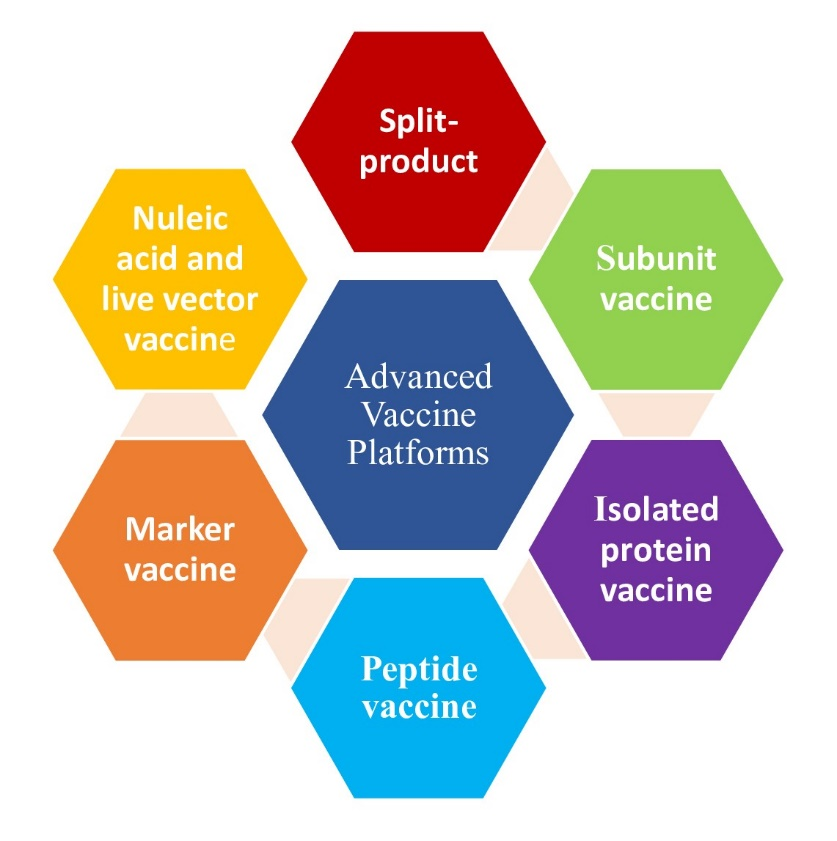 Split-
product
Subunit
vaccine
Isolated
protein
vaccine
Peptide
vaccine
Marker
vaccine
Nuleic
acid and
live vector
vaccine
Advanced
Vaccine
Platforms